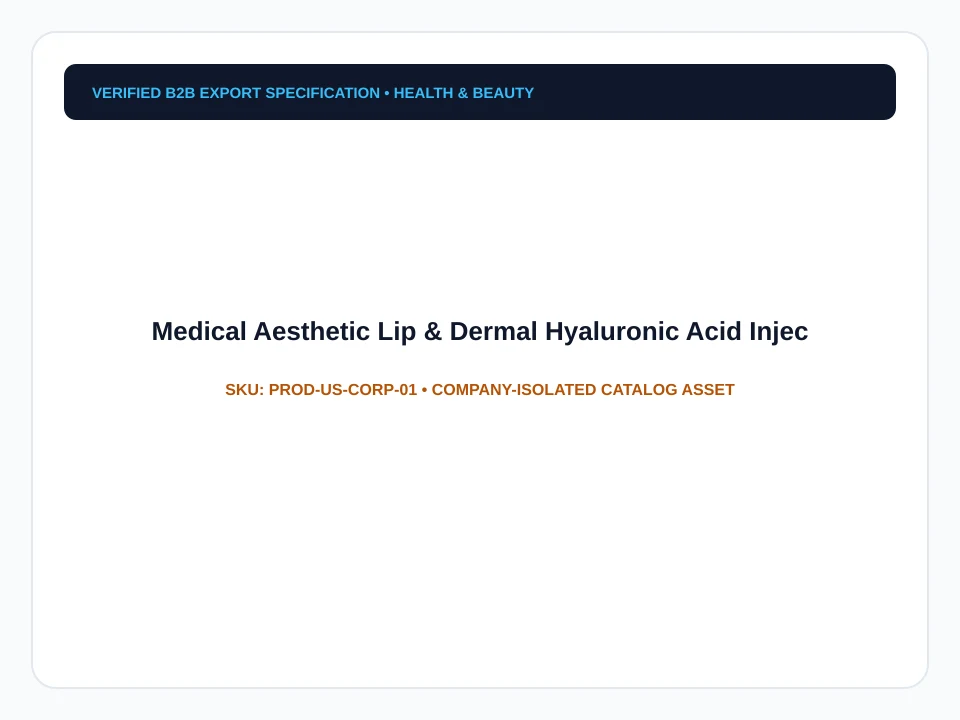 VERIFIED B2B EXPORT SPECIFICATION • HEALTH & BEAUTY
Medical Aesthetic Lip & Dermal Hyaluronic Acid Injec
SKU: PROD-US-CORP-01 • COMPANY-ISOLATED CATALOG ASSET